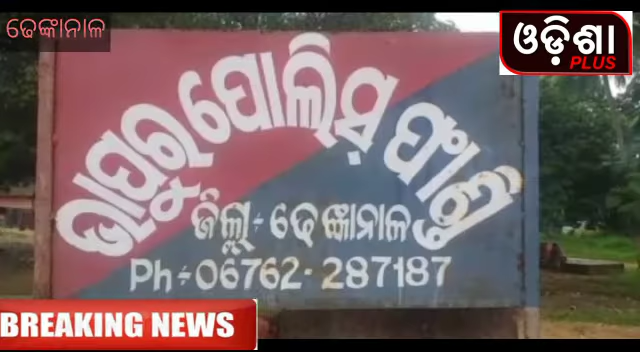 ଢେଙ୍କାନାଳ
ଓଡ଼ିଶା
PLUS
ଭାପୁର ପୋଲିସ୍ ଫାଣ୍ଡି
ଜିଲ୍ଲା÷ ଢେଙ୍କାନାଳ
Ph÷06762-287187
BREAKING NEWS